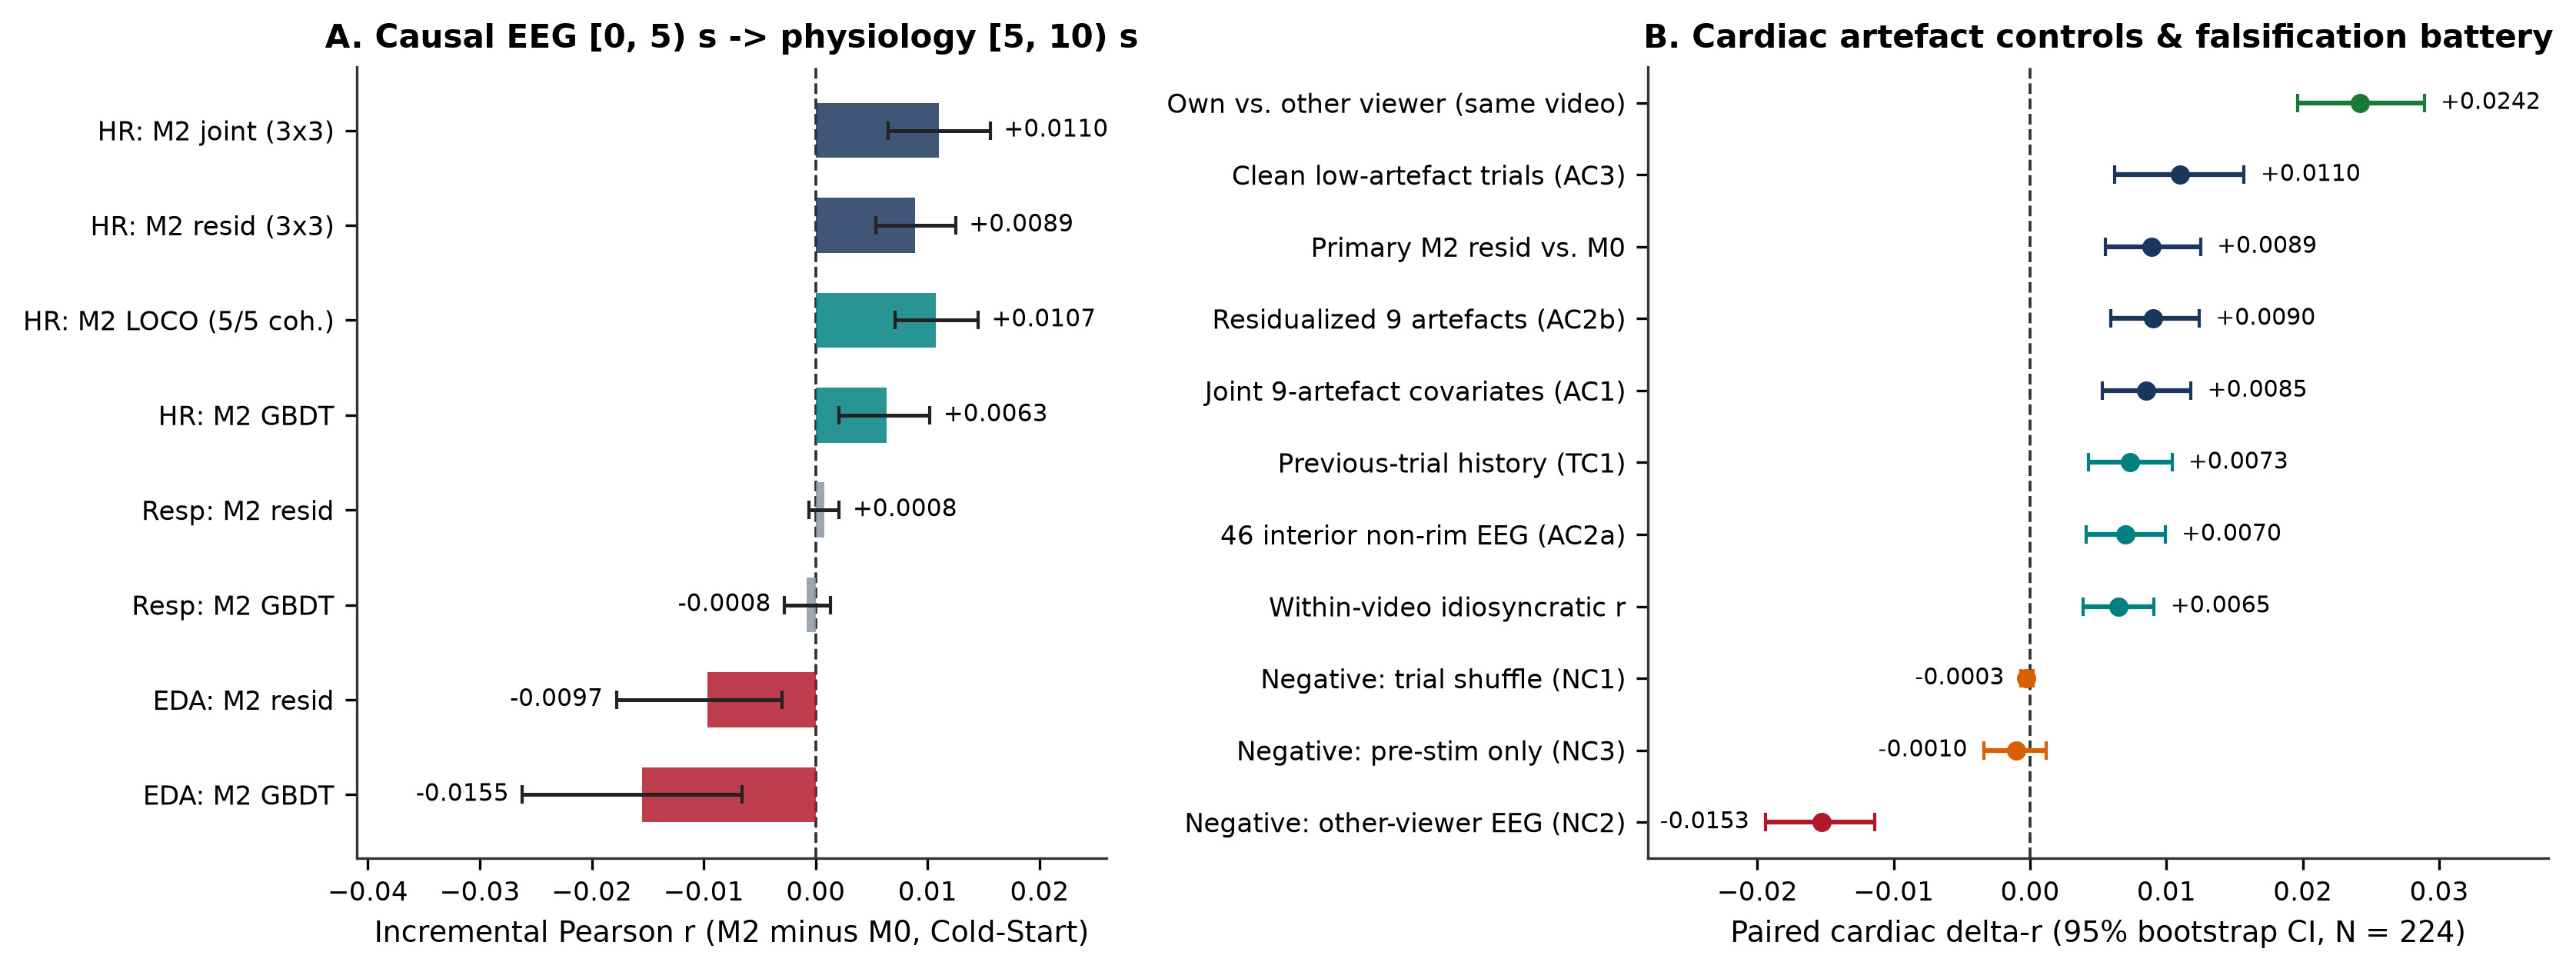 A. Causal EEG [0, 5) s -> physiology [5, 10) s
HR: M2 joint (3x3)
+0.0110
HR: M2 resid (3x3)
+0.0089
HR: M2 LOCO (5/5 coh.)
+0.0107
HR: M2 GBDT
+0.0063
Resp: M2 resid
+0.0008
Resp: M2 GBDT
-0.0008
EDA: M2 resid
-0.0097
EDA: M2 GBDT
-0.0155
−0.04 −0.03 −0.02 −0.01 0.00 0.01 0.02
Incremental Pearson r (M2 minus M0, Cold-Start)
B. Cardiac artefact controls & falsification battery
Own vs. other viewer (same video)
+0.0242
Clean low-artefact trials (AC3)
+0.0110
Primary M2 resid vs. M0
+0.0089
Residualized 9 artefacts (AC2b)
+0.0090
Joint 9-artefact covariates (AC1)
+0.0085
Previous-trial history (TC1)
+0.0073
46 interior non-rim EEG (AC2a)
+0.0070
Within-video idiosyncratic r
+0.0065
Negative: trial shuffle (NC1)
-0.0003
Negative: pre-stim only (NC3)
-0.0010
Negative: other-viewer EEG (NC2)
-0.0153
−0.02 −0.01 0.00 0.01 0.02 0.03
Paired cardiac delta-r (95% bootstrap CI, N = 224)